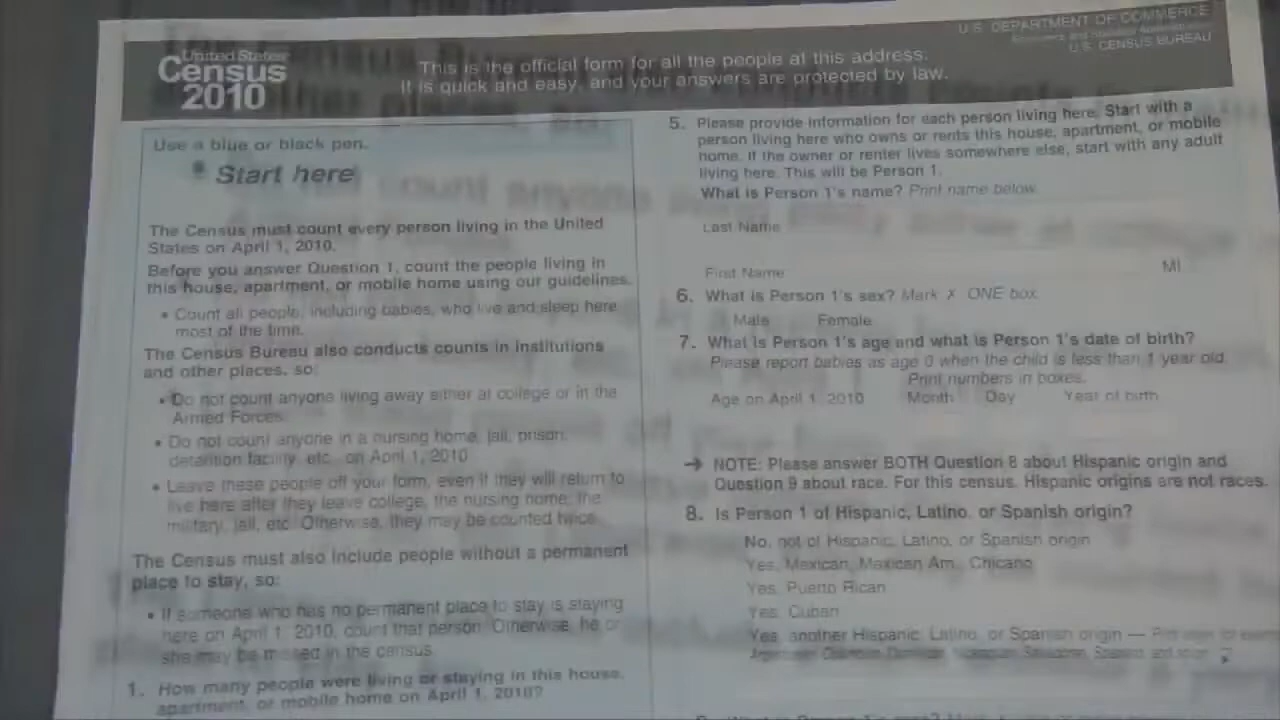 U.S. DEPARTMENT OF COMMERCE
Economics and Statistics Administration
U.S. CENSUS BUREAU
United States
Census
2010
This is the official form for all the people at this address.
It is quick and easy, and your answers are protected by law.
Use a blue or black pen.
Start here
The Census must count every person living in the United
States on April 1, 2010.
Before you answer Question 1, count the people living in
this house, apartment, or mobile home using our guidelines.
• Count all people, including babies, who live and sleep here
most of the time.
The Census Bureau also conducts counts in institutions
and other places, so:
• Do not count anyone living away either at college or in the
Armed Forces.
• Do not count anyone in a nursing home, jail, prison,
detention facility, etc., on April 1, 2010.
• Leave these people off your form, even if they will return to
live here after they leave college, the nursing home, the
military, jail, etc. Otherwise, they may be counted twice.
The Census must also include people without a permanent
place to stay, so:
• If someone who has no permanent place to stay is staying
here on April 1, 2010, count that person. Otherwise, he or
she may be missed in the census.
1. How many people were living or staying in this house,
apartment, or mobile home on April 1, 2010?
5. Please provide information for each person living here. Start with a
person living here who owns or rents this house, apartment, or mobile
home. If the owner or renter lives somewhere else, start with any adult
living here. This will be Person 1.
What is Person 1's name? Print name below.
Last Name
First Name MI
6. What is Person 1's sex? Mark X ONE box.
Male Female
7. What is Person 1's age and what is Person 1's date of birth?
Please report babies as age 0 when the child is less than 1 year old.
Print numbers in boxes.
Age on April 1, 2010 Month Day Year of birth
→ NOTE: Please answer BOTH Question 8 about Hispanic origin and
Question 9 about race. For this census, Hispanic origins are not races.
8. Is Person 1 of Hispanic, Latino, or Spanish origin?
No, not of Hispanic, Latino, or Spanish origin
Yes, Mexican, Mexican Am., Chicano
Yes, Puerto Rican
Yes, Cuban
Yes, another Hispanic, Latino, or Spanish origin —